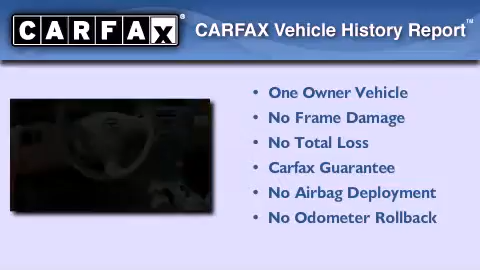 CARFAX® CARFAX Vehicle History Report™
• One Owner Vehicle
• No Frame Damage
• No Total Loss
• Carfax Guarantee
• No Airbag Deployment
• No Odometer Rollback